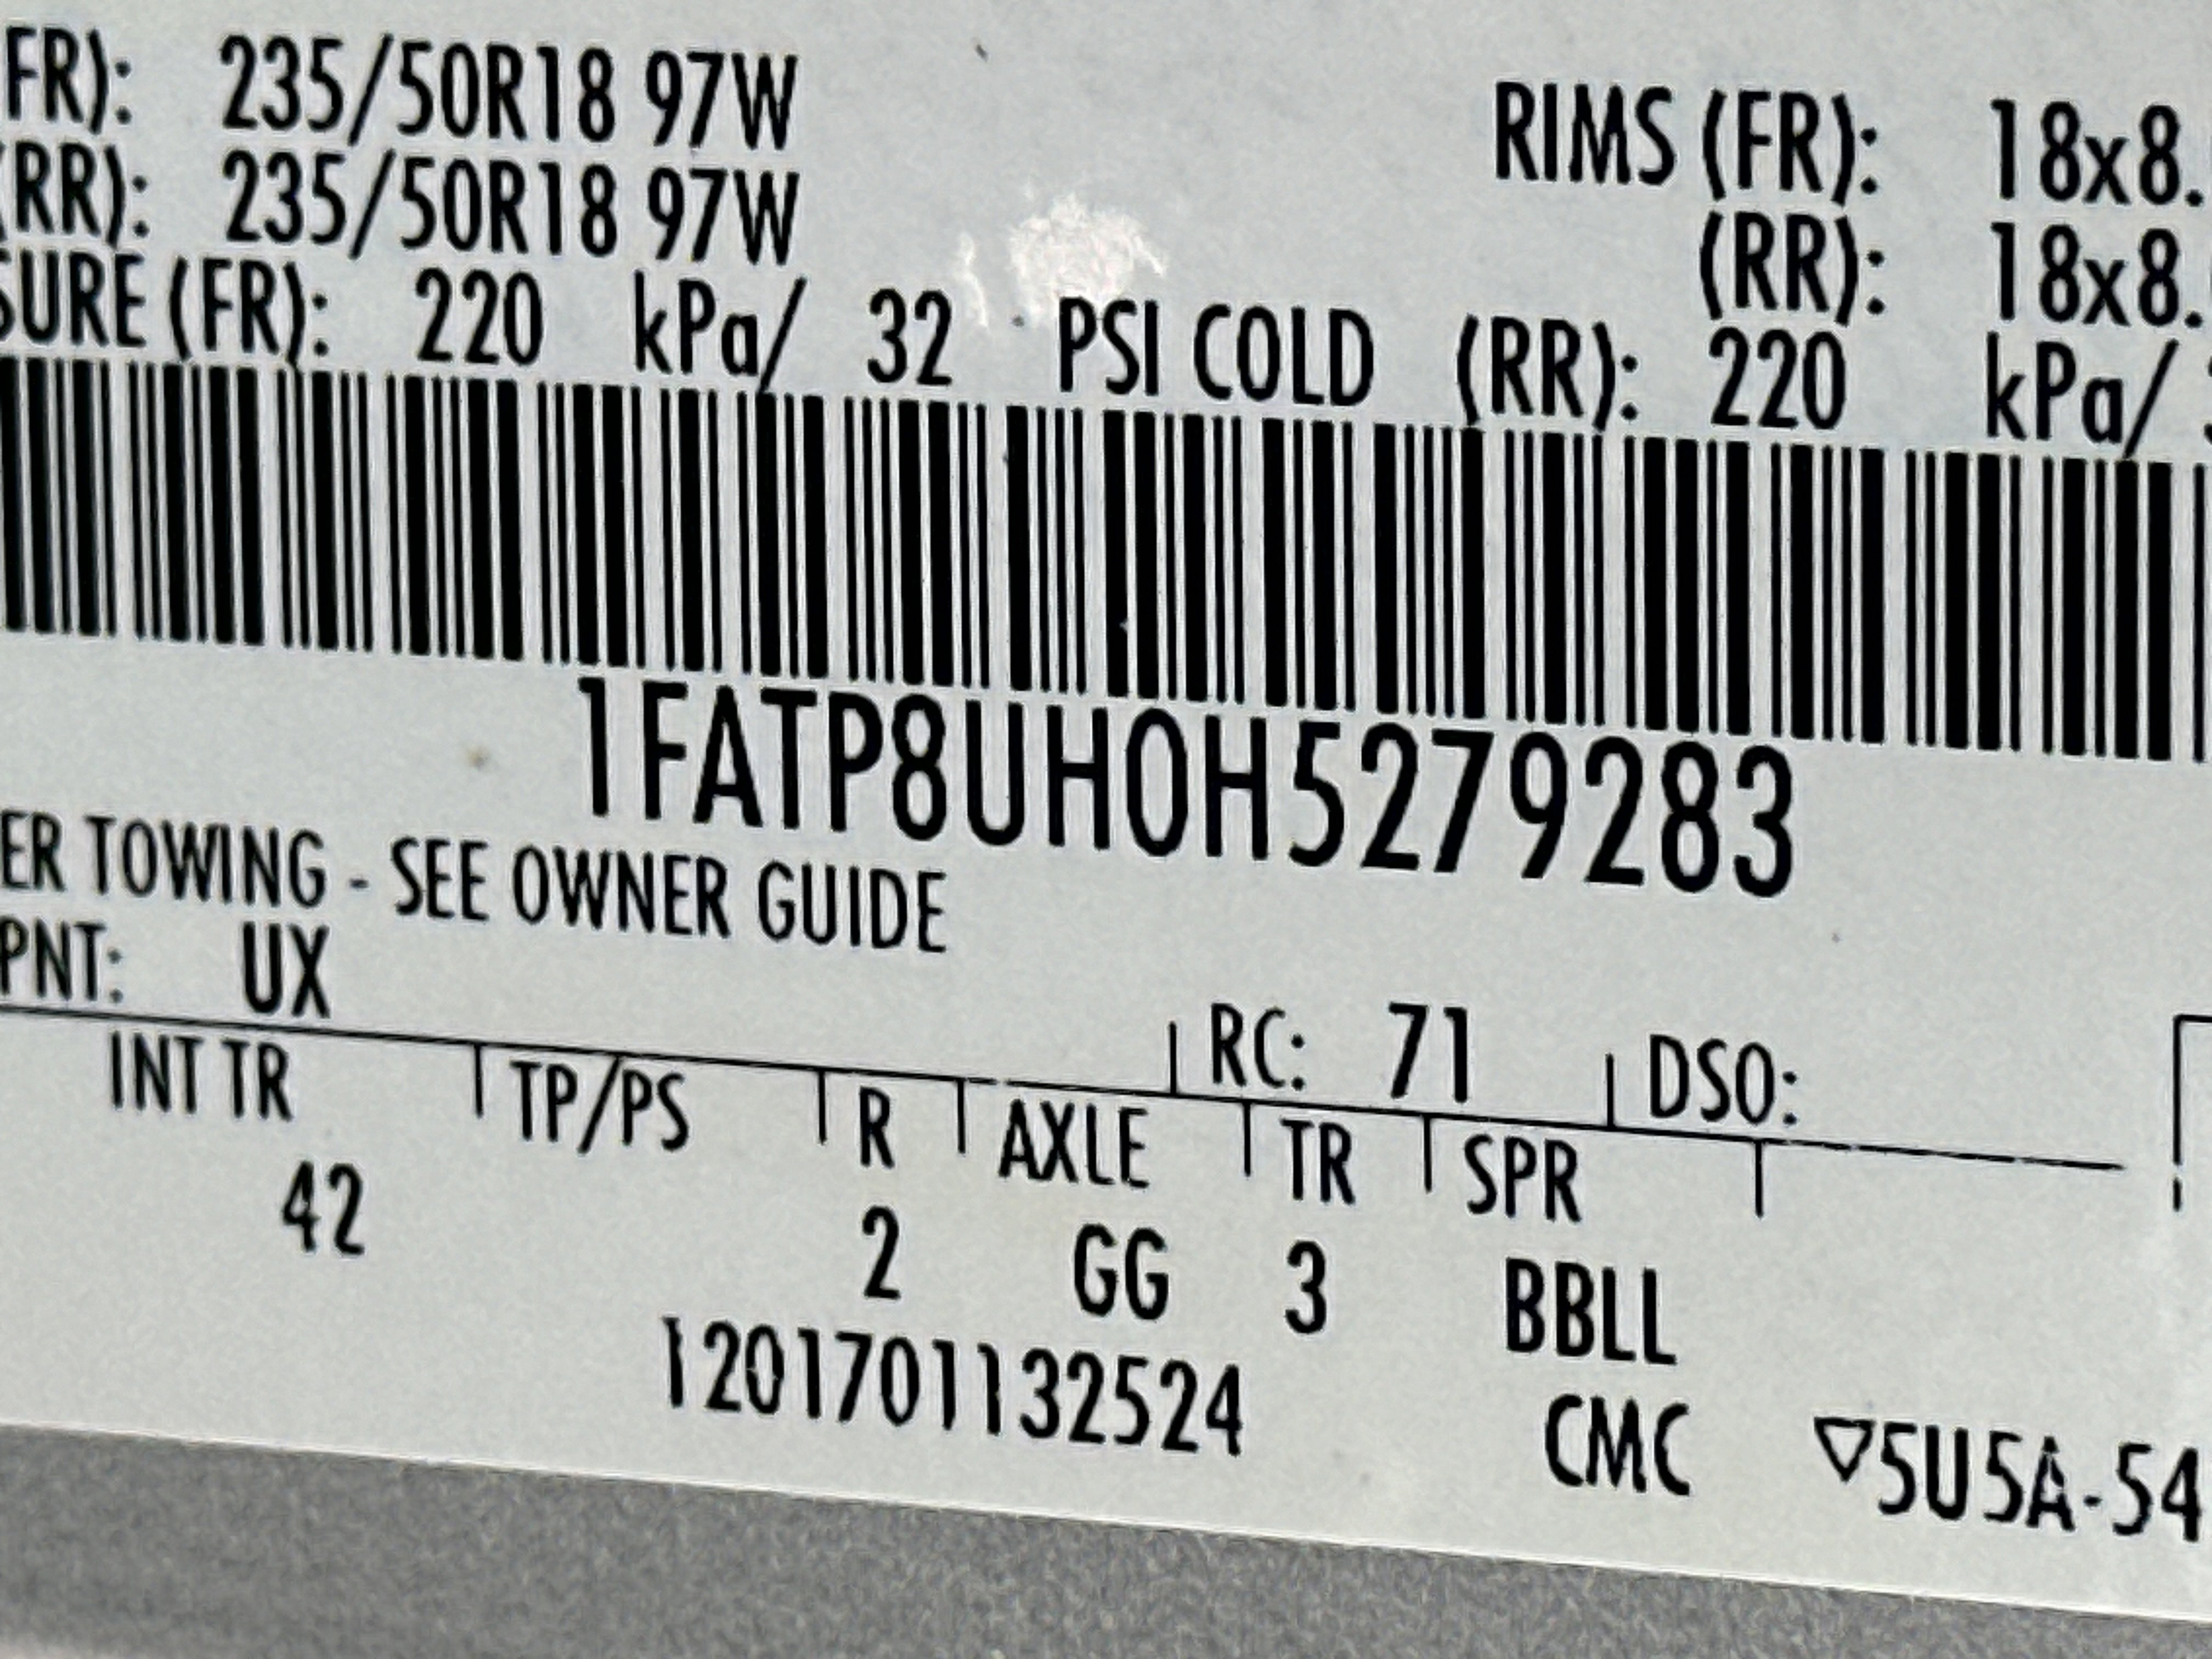 FR): 235/50R18 97W RIMS (FR): 18x8.
(RR): 235/50R18 97W (RR): 18x8.
SURE (FR): 220 kPa/ 32 PSI COLD (RR): 220 kPa/
1FATP8UH0H5279283
ER TOWING - SEE OWNER GUIDE
PNT: UX RC: 71 DSO:
INT TR TP/PS R AXLE TR SPR
42 2 GG 3 BBLL
1201701132524 CMC ▽5U5A-54